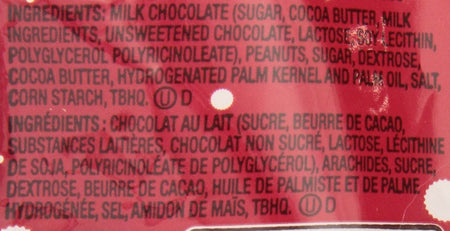 INGREDIENTS: MILK CHOCOLATE (SUGAR, COCOA BUTTER, MILK
INGREDIENTS, UNSWEETENED CHOCOLATE, LACTOSE, SOY LECITHIN,
POLYGLYCEROL POLYRICINOLEATE), PEANUTS, SUGAR, DEXTROSE,
COCOA BUTTER, HYDROGENATED PALM KERNEL AND PALM OIL, SALT,
CORN STARCH, TBHQ. U D
INGRÉDIENTS : CHOCOLAT AU LAIT (SUCRE, BEURRE DE CACAO,
SUBSTANCES LAITIÈRES, CHOCOLAT NON SUCRÉ, LACTOSE, LÉCITHINE
DE SOJA, POLYRICINOLÉATE DE POLYGLYCÉROL), ARACHIDES, SUCRE,
DEXTROSE, BEURRE DE CACAO, HUILE DE PALMISTE ET DE PALME
HYDROGÉNÉE, SEL, AMIDON DE MAÏS, TBHQ. U D